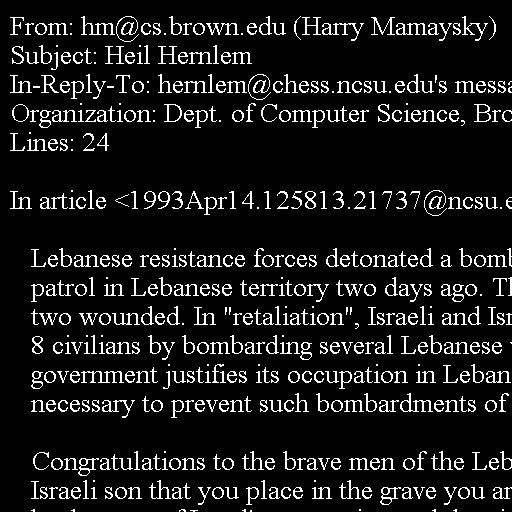 From: hm@cs.brown.edu (Harry Mamaysky)
Subject: Heil Hernlem
In-Reply-To: hernlem@chess.ncsu.edu's messa
Organization: Dept. of Computer Science, Bro
Lines: 24
In article <1993Apr14.125813.21737@ncsu.e
Lebanese resistance forces detonated a bomb
patrol in Lebanese territory two days ago. Th
two wounded. In "retaliation", Israeli and Isr
8 civilians by bombarding several Lebanese
government justifies its occupation in Leban
necessary to prevent such bombardments of
Congratulations to the brave men of the Leb
Israeli son that you place in the grave you ar